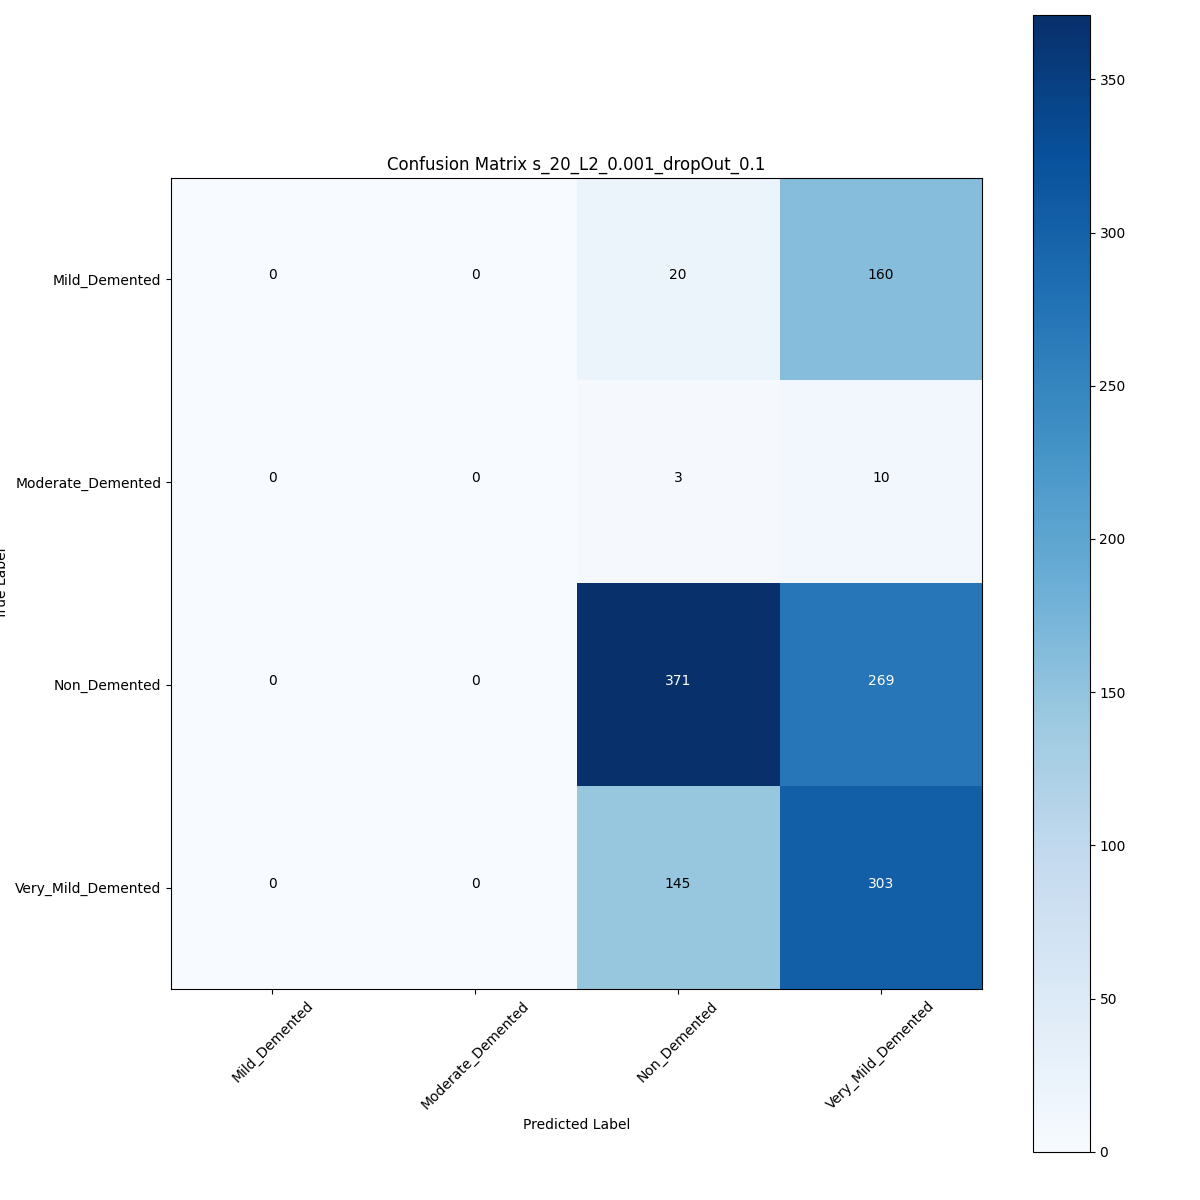 Confusion Matrix s_20_L2_0.001_dropOut_0.1
Mild_Demented 0 0 20 160
Moderate_Demented 0 0 3 10
Non_Demented 0 0 371 269
Very_Mild_Demented 0 0 145 303
Mild_Demented Moderate_Demented Non_Demented Very_Mild_Demented
Predicted Label
True Label
350
300
250
200
150
100
50
0